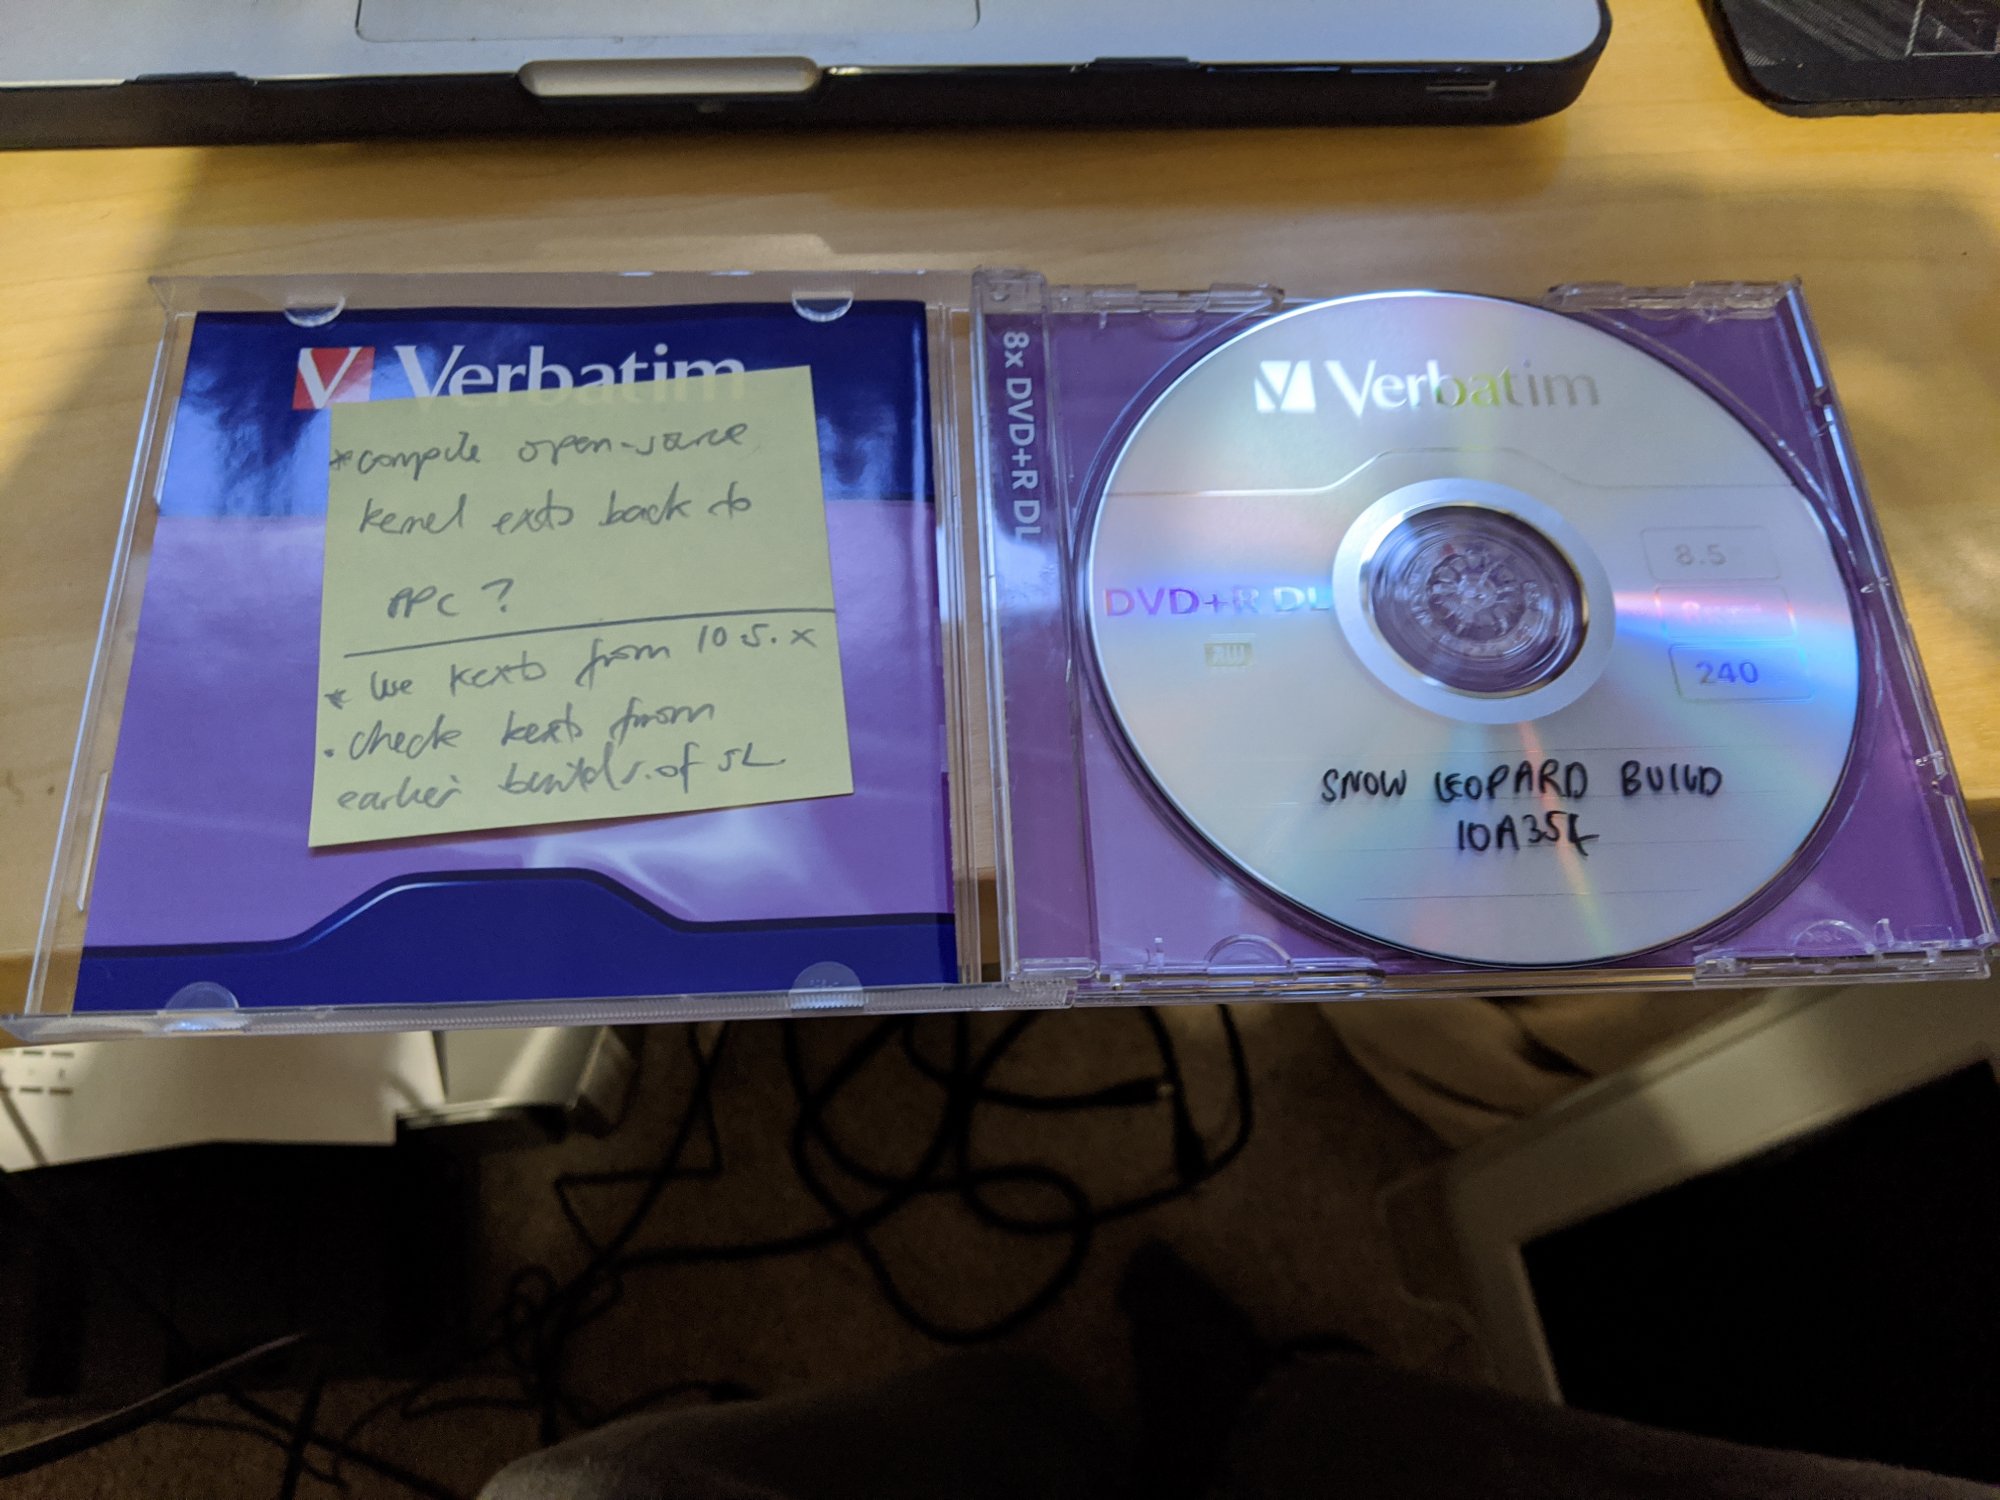 Verbatim
*compile open-source
kernel exts back to
PPC?
* Use kexts from 10.5.x
• check kexts from
earlier builds of SL
8x DVD+R DL
Verbatim
DVD+R DL
8.5
240
SNOW LEOPARD BUILD
10A354